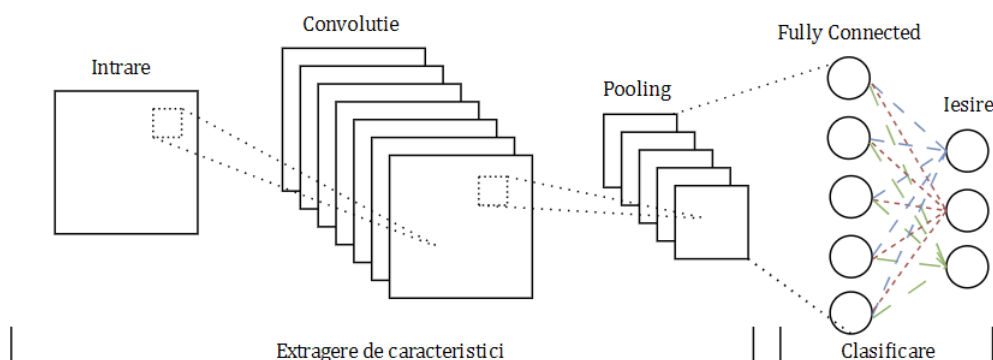 Convolutie
Fully Connected
Intrare
Pooling
Iesire
Extragere de caracteristici
Clasificare